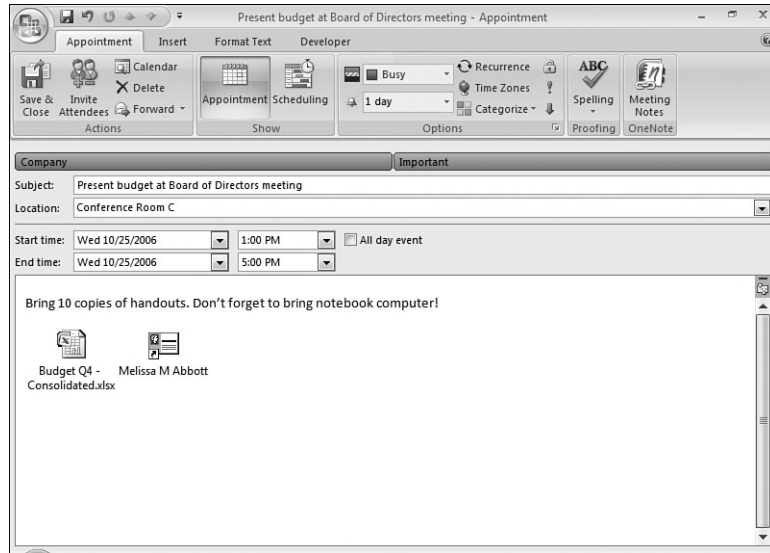 Present budget at Board of Directors meeting - Appointment
Appointment Insert Format Text Developer
Save & Close
Invite Attendees
Calendar
Delete
Forward
Actions
Appointment
Scheduling
Show
Busy
1 day
Recurrence
Time Zones
Categorize
Options
ABC
Spelling
Proofing
Meeting Notes
OneNote
Company Important
Subject: Present budget at Board of Directors meeting
Location: Conference Room C
Start time: Wed 10/25/2006 1:00 PM All day event
End time: Wed 10/25/2006 5:00 PM
Bring 10 copies of handouts. Don't forget to bring notebook computer!
Budget Q4 - Melissa M Abbott
Consolidated.xlsx